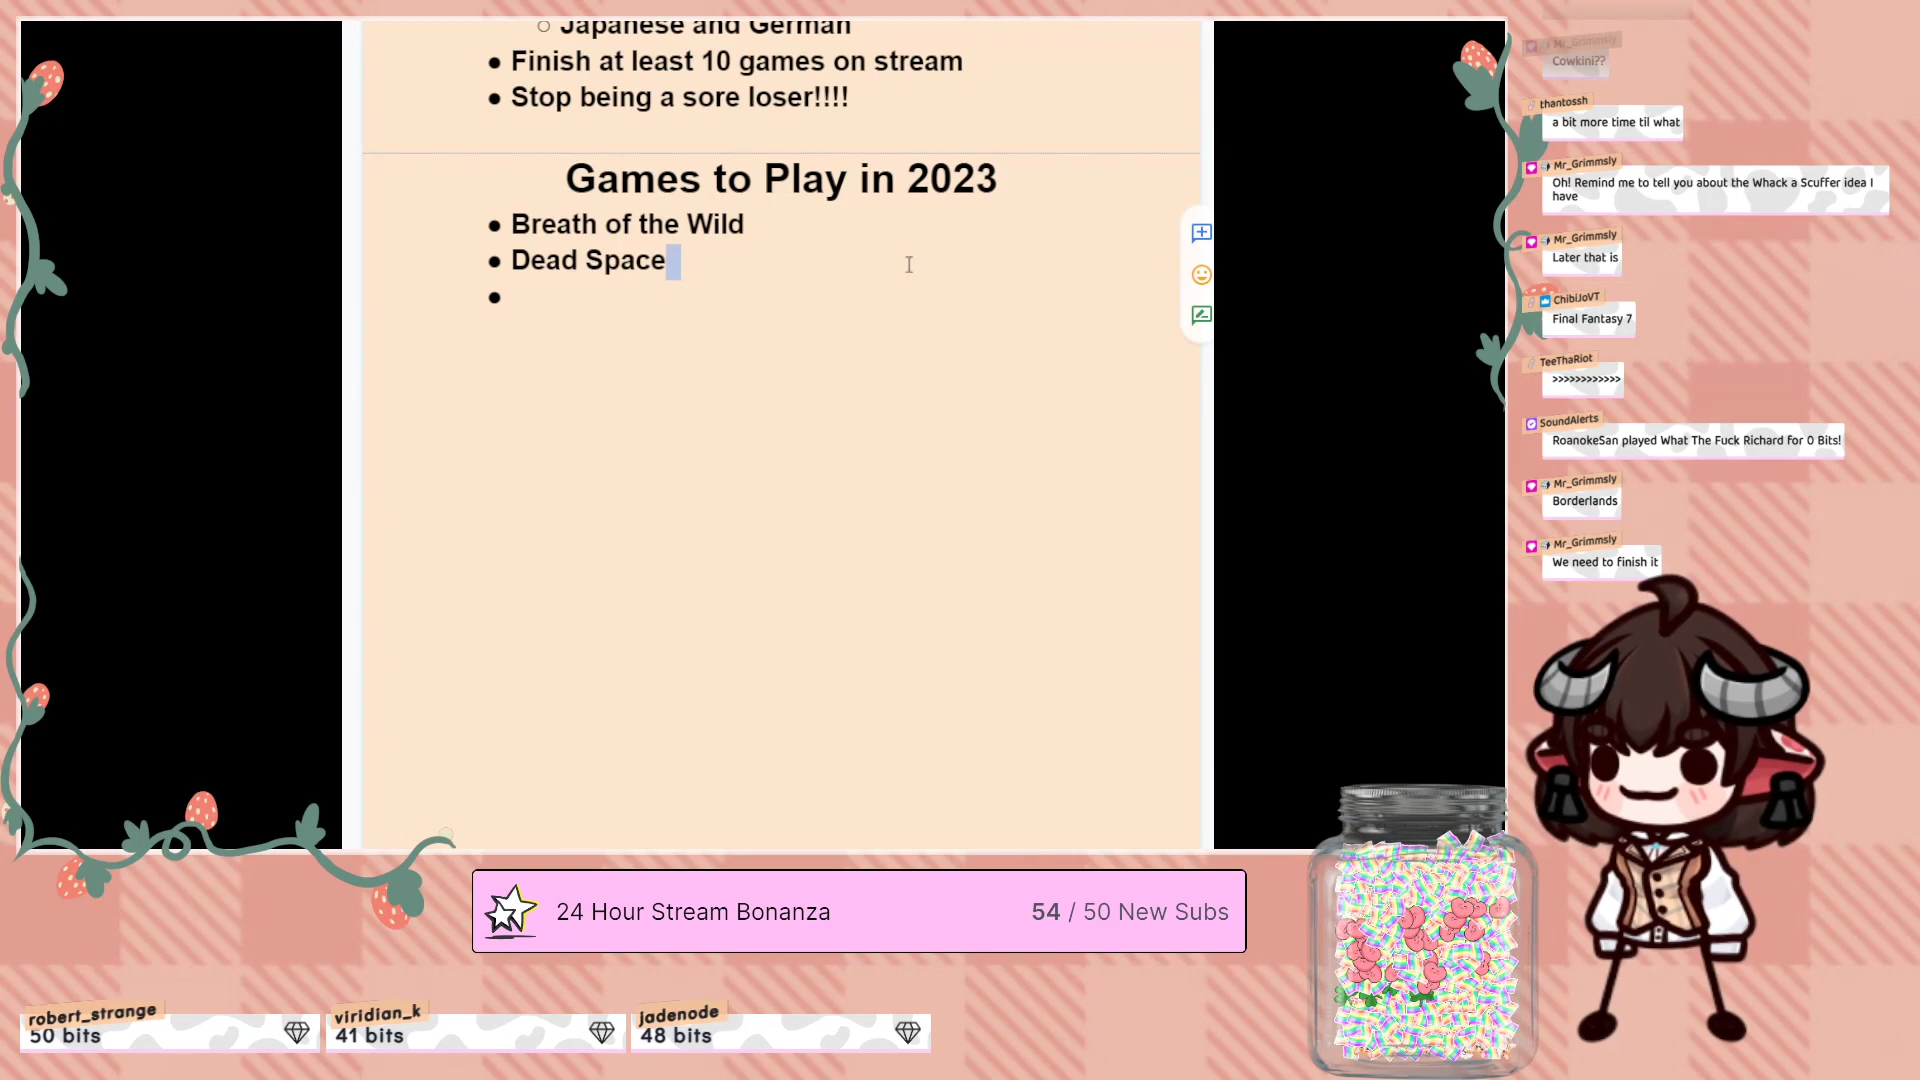 Japanese and German
Finish at least 10 games on stream
Stop being a sore loser!!!!
Games to Play in 2023
Breath of the Wild
Dead Space
Mr_Grimmsly
Cowkini??
thantossh
a bit more time til what
Mr_Grimmsly
Oh! Remind me to tell you about the Whack a Scuffer idea I
have
Mr_Grimmsly
Later that is
ChibiJoVT
Final Fantasy 7
TeeThaRiot
>>>>>>>>>>>>
SoundAlerts
RoanokeSan played What The Fuck Richard for 0 Bits!
Mr_Grimmsly
Borderlands
Mr_Grimmsly
We need to finish it
24 Hour Stream Bonanza
54 / 50 New Subs
robert_strange
50 bits
viridian_k
41 bits
jadenode
48 bits